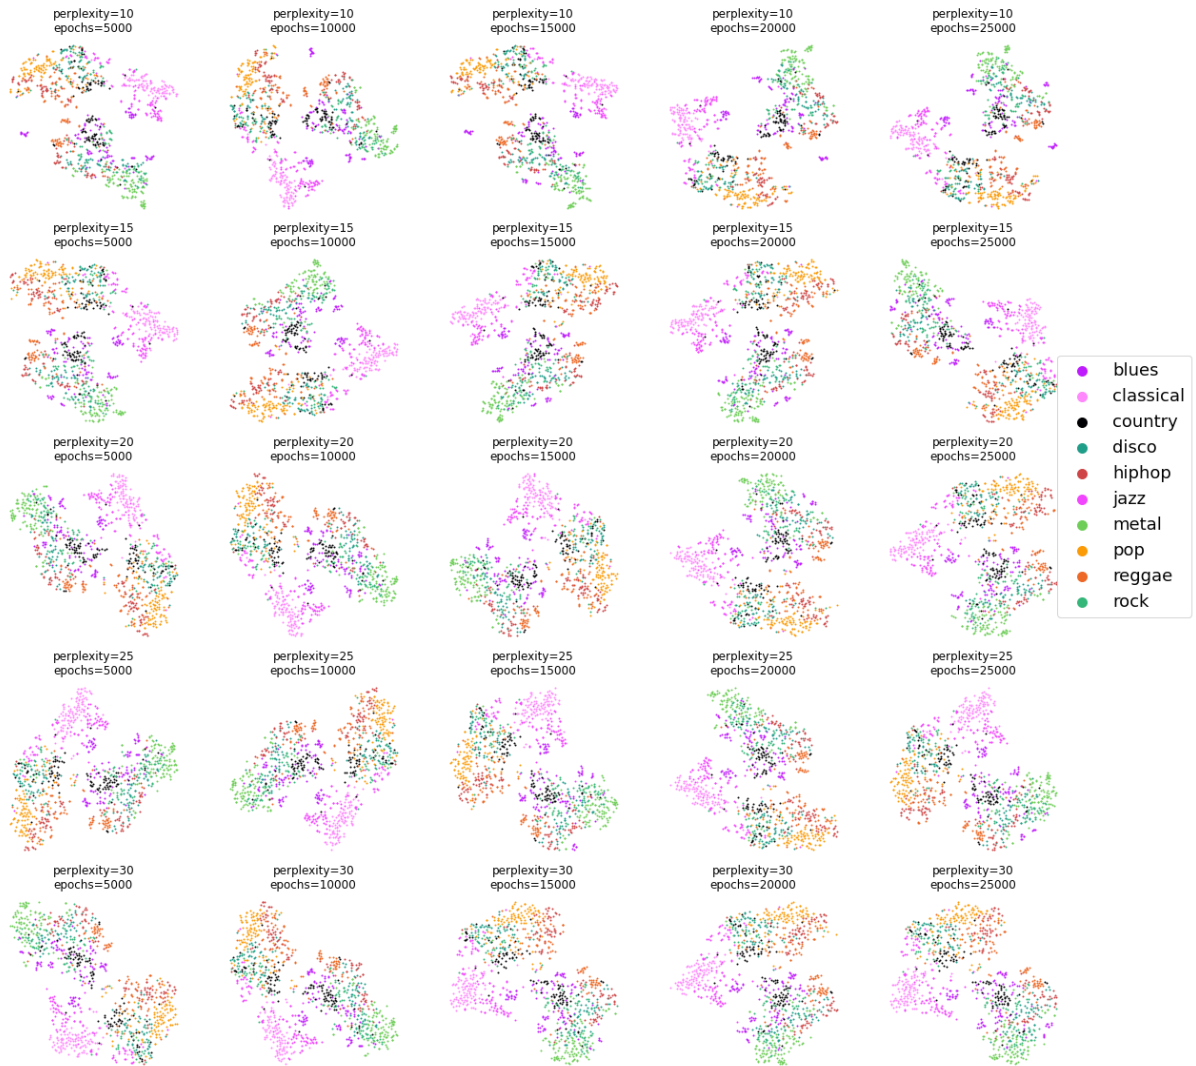 perplexity=10
epochs=5000
perplexity=10
epochs=10000
perplexity=10
epochs=15000
perplexity=10
epochs=20000
perplexity=10
epochs=25000
perplexity=15
epochs=5000
perplexity=15
epochs=10000
perplexity=15
epochs=15000
perplexity=15
epochs=20000
perplexity=15
epochs=25000
blues
classical
country
disco
hiphop
jazz
metal
pop
reggae
rock
perplexity=20
epochs=5000
perplexity=20
epochs=10000
perplexity=20
epochs=15000
perplexity=20
epochs=20000
perplexity=20
epochs=25000
perplexity=25
epochs=5000
perplexity=25
epochs=10000
perplexity=25
epochs=15000
perplexity=25
epochs=20000
perplexity=25
epochs=25000
perplexity=30
epochs=5000
perplexity=30
epochs=10000
perplexity=30
epochs=15000
perplexity=30
epochs=20000
perplexity=30
epochs=25000